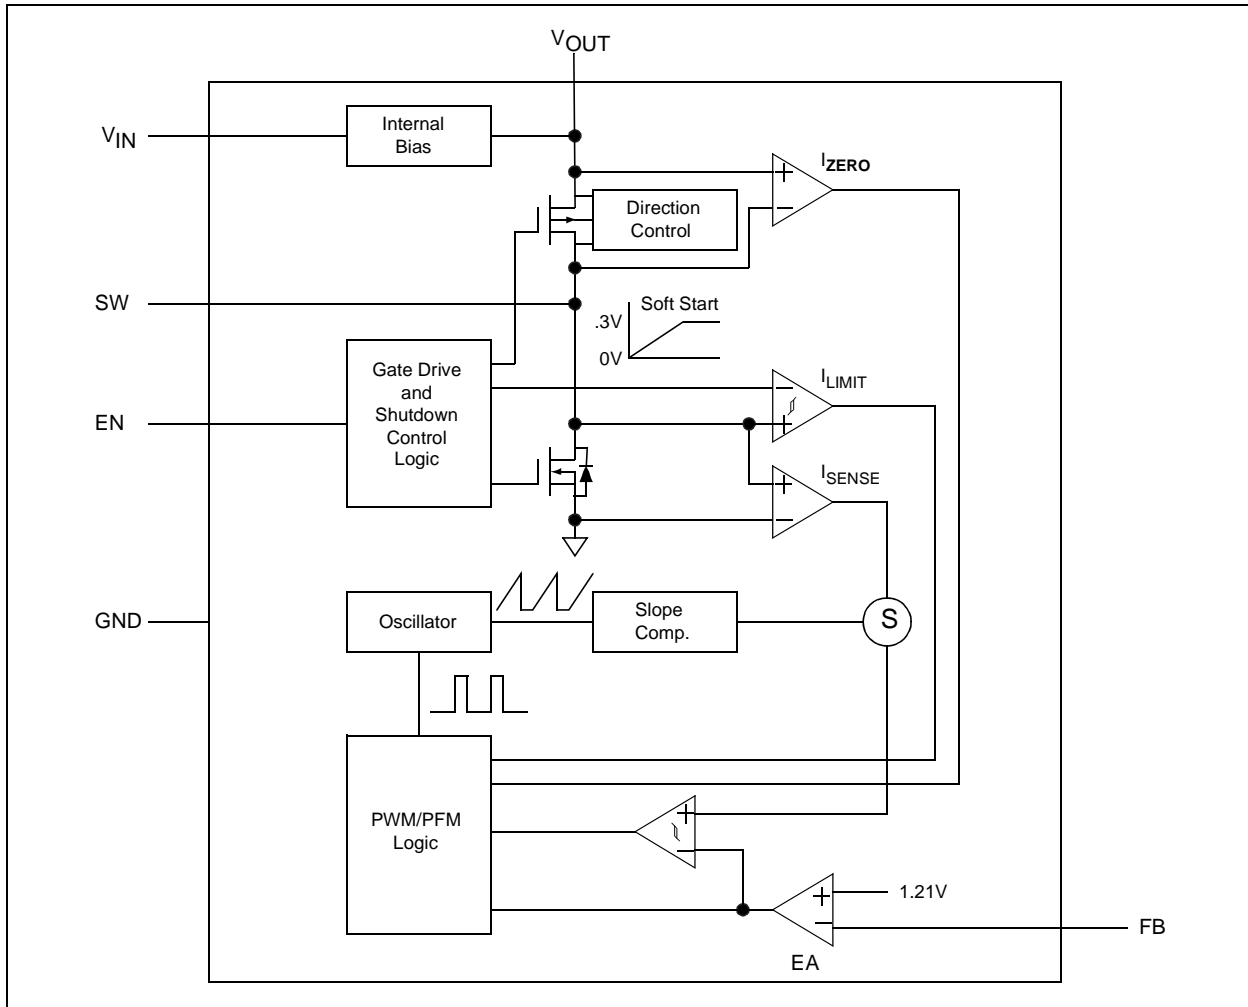 VOUT
VIN
Internal
Bias
IZERO
+
–
Direction
Control
SW
Soft Start
.3V
0V
Gate Drive
and
Shutdown
Control
Logic
ILIMIT
–
+
EN
ISENSE
+
–
GND
Oscillator
Slope
Comp.
S
PWM/PFM
Logic
+
–
+
1.21V
–
FB
EA